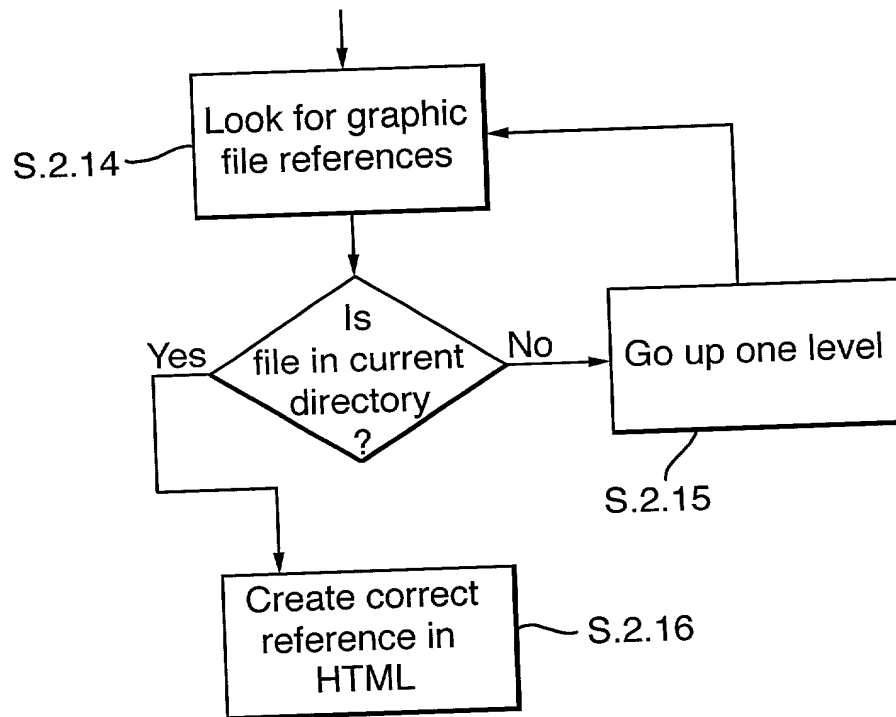 Look for graphic
file references
S.2.14
Is
file in current
directory
?
Yes
No
Go up one level
S.2.15
Create correct
reference in
HTML
S.2.16